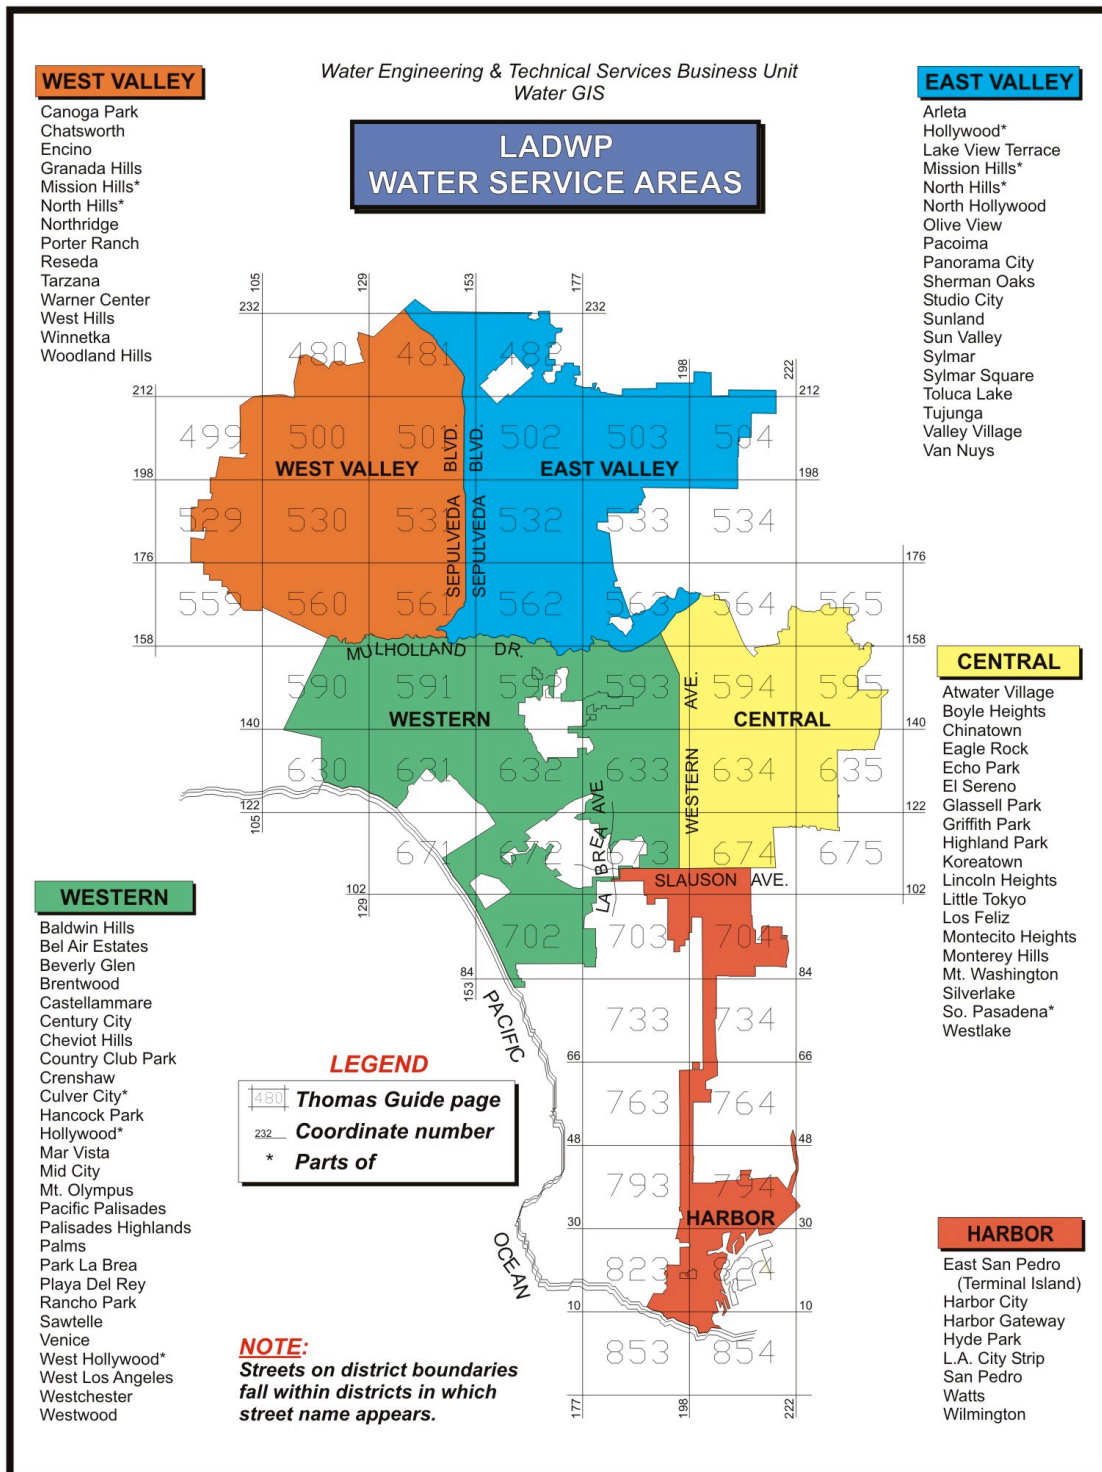 Water Engineering & Technical Services Business Unit
Water GIS
LADWP
WATER SERVICE AREAS
WEST VALLEY
Canoga Park
Chatsworth
Encino
Granada Hills
Mission Hills*
North Hills*
Northridge
Porter Ranch
Reseda
Tarzana
Warner Center
West Hills
Winnetka
Woodland Hills
EAST VALLEY
Arleta
Hollywood*
Lake View Terrace
Mission Hills*
North Hills*
North Hollywood
Olive View
Pacoima
Panorama City
Sherman Oaks
Studio City
Sunland
Sun Valley
Sylmar
Sylmar Square
Toluca Lake
Tujunga
Valley Village
Van Nuys
105
129
153
177
232
232
480
481
482
198
222
212
212
499
500
501
502
503
504
WEST VALLEY
EAST VALLEY
SEPULVEDA BLVD.
SEPULVEDA BLVD.
198
198
529
530
531
532
533
534
176
176
559
560
561
562
563
564
565
158
158
MULHOLLAND DR.
590
591
592
593
594
595
WESTERN
CENTRAL
WESTERN AVE.
140
140
630
631
632
633
634
635
122
122
105
LA BREA AVE
671
672
673
674
675
SLAUSON AVE.
102
102
129
702
703
704
84
84
153
PACIFIC
OCEAN
733
734
66
66
763
764
48
48
793
794
HARBOR
30
30
823
824
10
10
853
854
177
198
222
CENTRAL
Atwater Village
Boyle Heights
Chinatown
Eagle Rock
Echo Park
El Sereno
Glassell Park
Griffith Park
Highland Park
Koreatown
Lincoln Heights
Little Tokyo
Los Feliz
Montecito Heights
Monterey Hills
Mt. Washington
Silverlake
So. Pasadena*
Westlake
WESTERN
Baldwin Hills
Bel Air Estates
Beverly Glen
Brentwood
Castellammare
Century City
Cheviot Hills
Country Club Park
Crenshaw
Culver City*
Hancock Park
Hollywood*
Mar Vista
Mid City
Mt. Olympus
Pacific Palisades
Palisades Highlands
Palms
Park La Brea
Playa Del Rey
Rancho Park
Sawtelle
Venice
West Hollywood*
West Los Angeles
Westchester
Westwood
LEGEND
480 Thomas Guide page
232 Coordinate number
* Parts of
NOTE:
Streets on district boundaries
fall within districts in which
street name appears.
HARBOR
East San Pedro
(Terminal Island)
Harbor City
Harbor Gateway
Hyde Park
L.A. City Strip
San Pedro
Watts
Wilmington